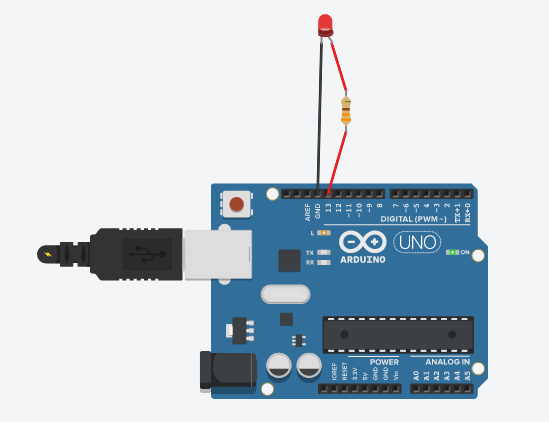 AREF
GND
13
12
~11
~10
~9
8
7
~6
~5
4
~3
2
TX→1
RX←0
DIGITAL (PWM~)
L
TX
RX
ARDUINO
UNO
ON
POWER
ANALOG IN
IOREF
RESET
3.3V
5V
GND
GND
Vin
A0
A1
A2
A3
A4
A5